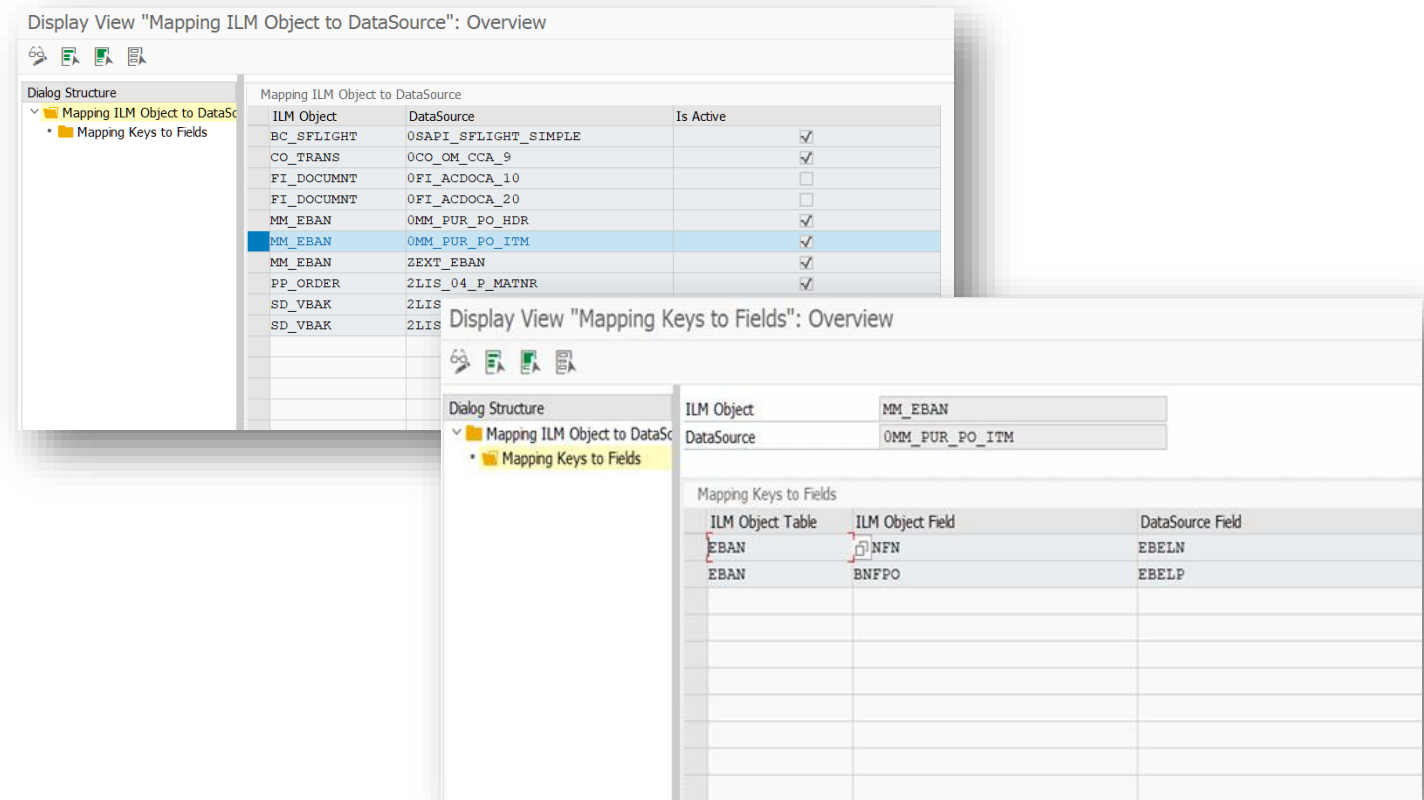 Display View "Mapping ILM Object to DataSource": Overview
Dialog Structure
Mapping ILM Object to DataSc
Mapping Keys to Fields
Mapping ILM Object to DataSource
ILM Object DataSource Is Active
BC_SFLIGHT 0SAPI_SFLIGHT_SIMPLE
CO_TRANS 0CO_OM_CCA_9
FI_DOCUMNT 0FI_ACDOCA_10
FI_DOCUMNT 0FI_ACDOCA_20
MM_EBAN 0MM_PUR_PO_HDR
MM_EBAN 0MM_PUR_PO_ITM
MM_EBAN ZEXT_EBAN
PP_ORDER 2LIS_04_P_MATNR
SD_VBAK 2LIS
SD_VBAK 2LIS
Display View "Mapping Keys to Fields": Overview
Dialog Structure
Mapping ILM Object to DataSc
Mapping Keys to Fields
ILM Object MM_EBAN
DataSource 0MM_PUR_PO_ITM
Mapping Keys to Fields
ILM Object Table ILM Object Field DataSource Field
EBAN NFN EBELN
EBAN BNFPO EBELP